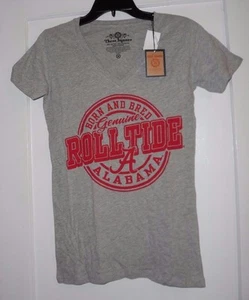 BORN AND BRED
Genuine
ROLL TIDE
A
ALABAMA